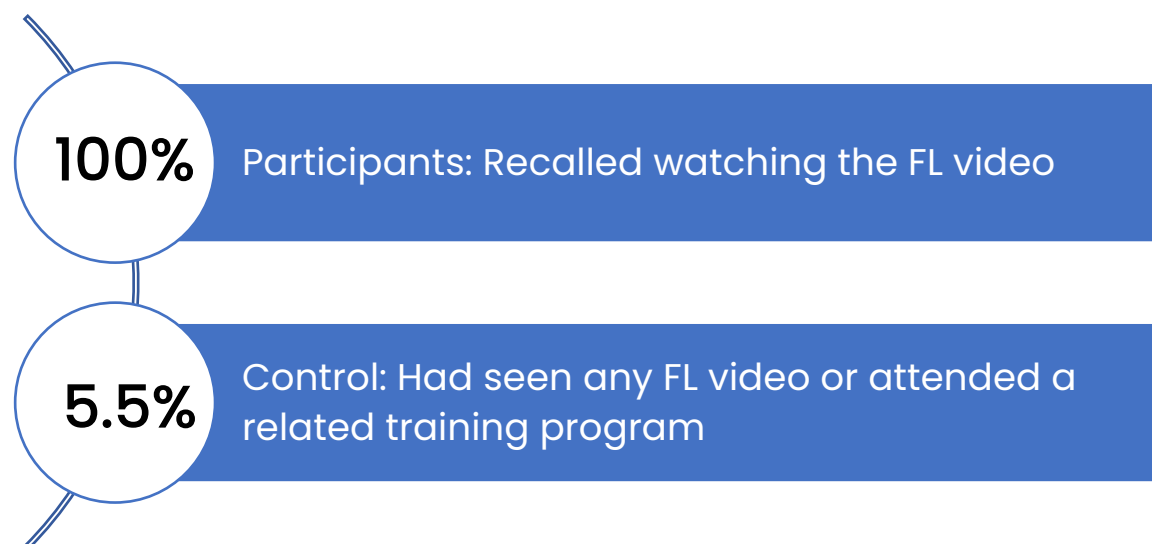 100%
Participants: Recalled watching the FL video
5.5%
Control: Had seen any FL video or attended a
related training program